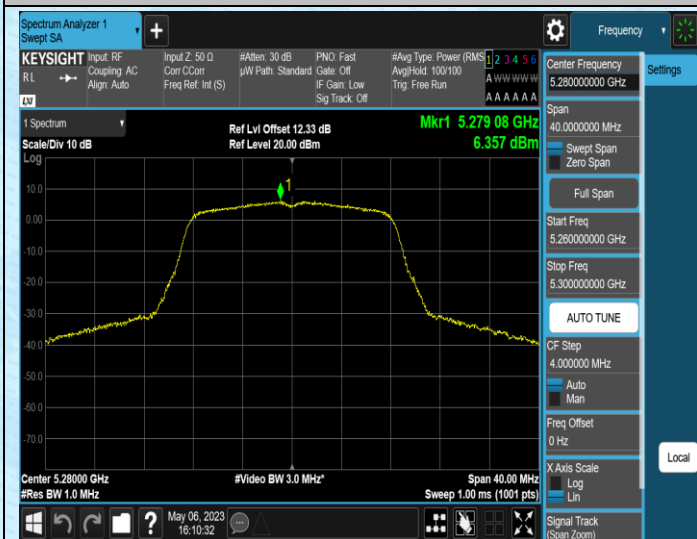 Spectrum Analyzer 1
Swept SA
+
Frequency
KEYSIGHT
R L
LXI
Input: RF
Coupling: AC
Align: Auto
Input Z: 50 Ω
Corr CCorr
Freq Ref: Int (S)
#Atten: 30 dB
µW Path: Standard
PNO: Fast
Gate: Off
IF Gain: Low
Sig Track: Off
#Avg Type: Power (RMS
Avg|Hold: 100/100
Trig: Free Run
1 2 3 4 5 6
A W W W W W
A A A A A A
1 Spectrum
Scale/Div 10 dB
Log
Ref Lvl Offset 12.33 dB
Ref Level 20.00 dBm
Mkr1 5.279 08 GHz
6.357 dBm
1
10.0
0.00
-10.0
-20.0
-30.0
-40.0
-50.0
-60.0
-70.0
Center 5.28000 GHz
#Res BW 1.0 MHz
#Video BW 3.0 MHz*
Span 40.00 MHz
Sweep 1.00 ms (1001 pts)
?
May 06, 2023
16:10:32
Center Frequency
5.280000000 GHz
Span
40.0000000 MHz
Swept Span
Zero Span
Full Span
Start Freq
5.260000000 GHz
Stop Freq
5.300000000 GHz
AUTO TUNE
CF Step
4.000000 MHz
Auto
Man
Freq Offset
0 Hz
X Axis Scale
Log
Lin
Signal Track
(Span Zoom)
Settings
Local